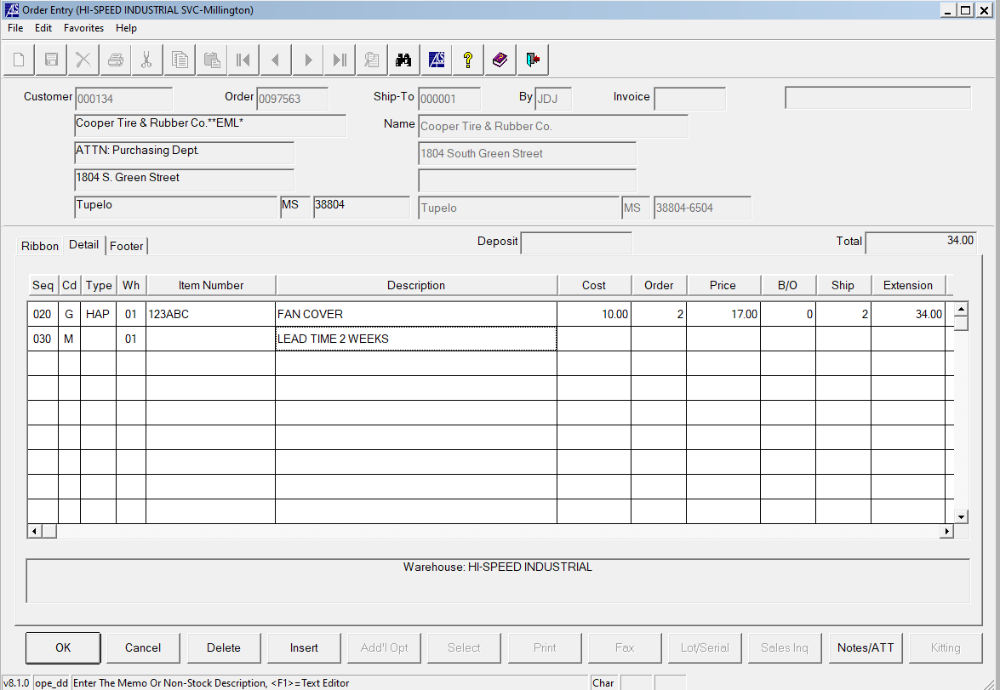 Order Entry (HI-SPEED INDUSTRIAL SVC-Millington)
File Edit Favorites Help
Customer 000134 Order 0097563 Ship-To 000001 By JDJ Invoice
Cooper Tire & Rubber Co.**EML* Name Cooper Tire & Rubber Co.
ATTN: Purchasing Dept. 1804 South Green Street
1804 S. Green Street
Tupelo MS 38804 Tupelo MS 38804-6504
Ribbon Detail Footer Deposit Total 34.00
Seq Cd Type Wh Item Number Description Cost Order Price B/O Ship Extension
020 G HAP 01 123ABC FAN COVER 10.00 2 17.00 0 2 34.00
030 M 01 LEAD TIME 2 WEEKS
Warehouse: HI-SPEED INDUSTRIAL
OK Cancel Delete Insert Add'l Opt Select Print Fax Lot/Serial Sales Inq Notes/ATT Kitting
v8.1.0 ope_dd Enter The Memo Or Non-Stock Description, <F1>=Text Editor Char